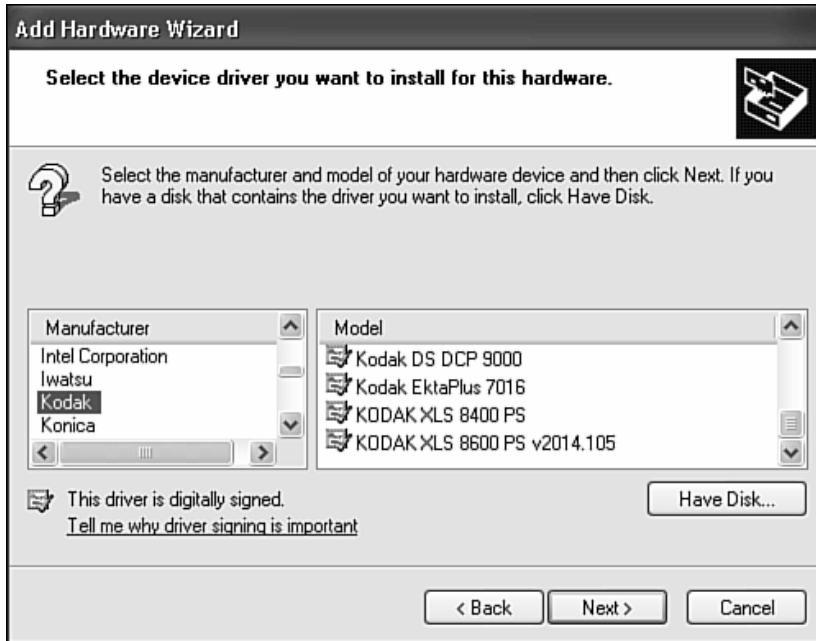 Add Hardware Wizard
Select the device driver you want to install for this hardware.
Select the manufacturer and model of your hardware device and then click Next. If you
have a disk that contains the driver you want to install, click Have Disk.
Manufacturer
Intel Corporation
Iwatsu
Kodak
Konica
Model
Kodak DS DCP 9000
Kodak EktaPlus 7016
KODAK XLS 8400 PS
KODAK XLS 8600 PS v2014.105
This driver is digitally signed.
Tell me why driver signing is important
Have Disk...
< Back
Next >
Cancel